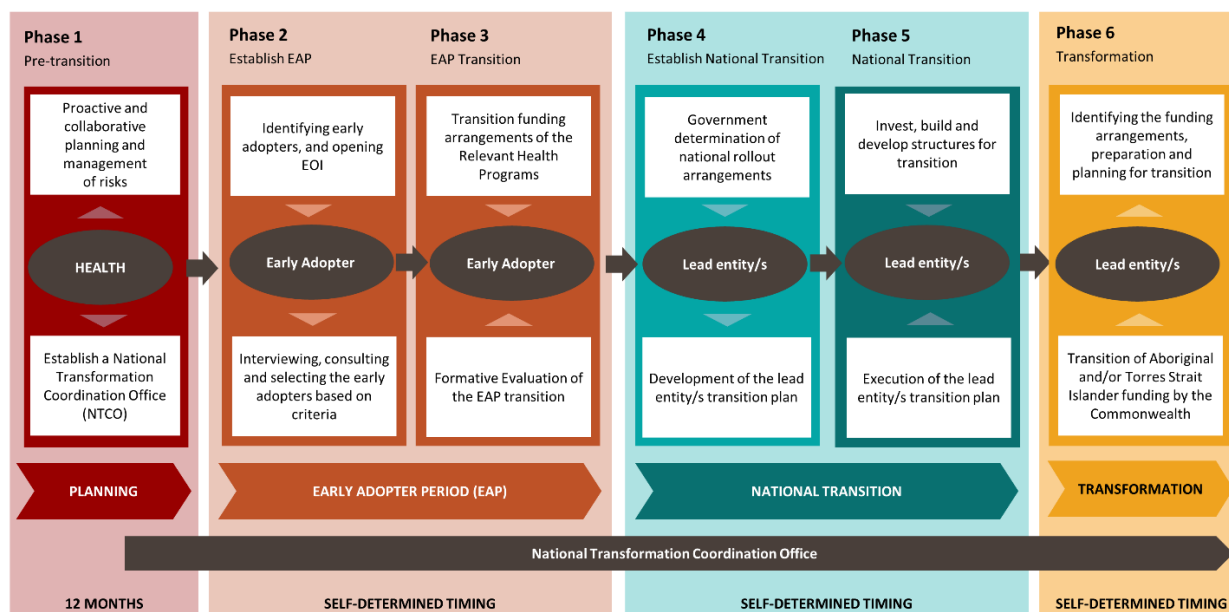 Phase 1
Pre-transition
Proactive and
collaborative
planning and
management
of risks
HEALTH
Establish a National
Transformation
Coordination Office
(NTCO)
Phase 2
Establish EAP
Identifying early
adopters, and opening
EOI
Early Adopter
Interviewing, consulting
and selecting the early
adopters based on
criteria
Phase 3
EAP Transition
Transition funding
arrangements of the
Relevant Health
Programs
Early Adopter
Formative Evaluation of
the EAP transition
Phase 4
Establish National Transition
Government
determination of
national rollout
arrangements
Lead entity/s
Development of the lead
entity/s transition plan
Phase 5
National Transition
Invest, build and
develop structures for
transition
Lead entity/s
Execution of the lead
entity/s transition plan
Phase 6
Transformation
Identifying the funding
arrangements,
preparation and
planning for transition
Lead entity/s
Transition of Aboriginal
and/or Torres Strait
Islander funding by the
Commonwealth
PLANNING
EARLY ADOPTER PERIOD (EAP)
NATIONAL TRANSITION
TRANSFORMATION
National Transformation Coordination Office
12 MONTHS
SELF-DETERMINED TIMING
SELF-DETERMINED TIMING
SELF-DETERMINED TIMING